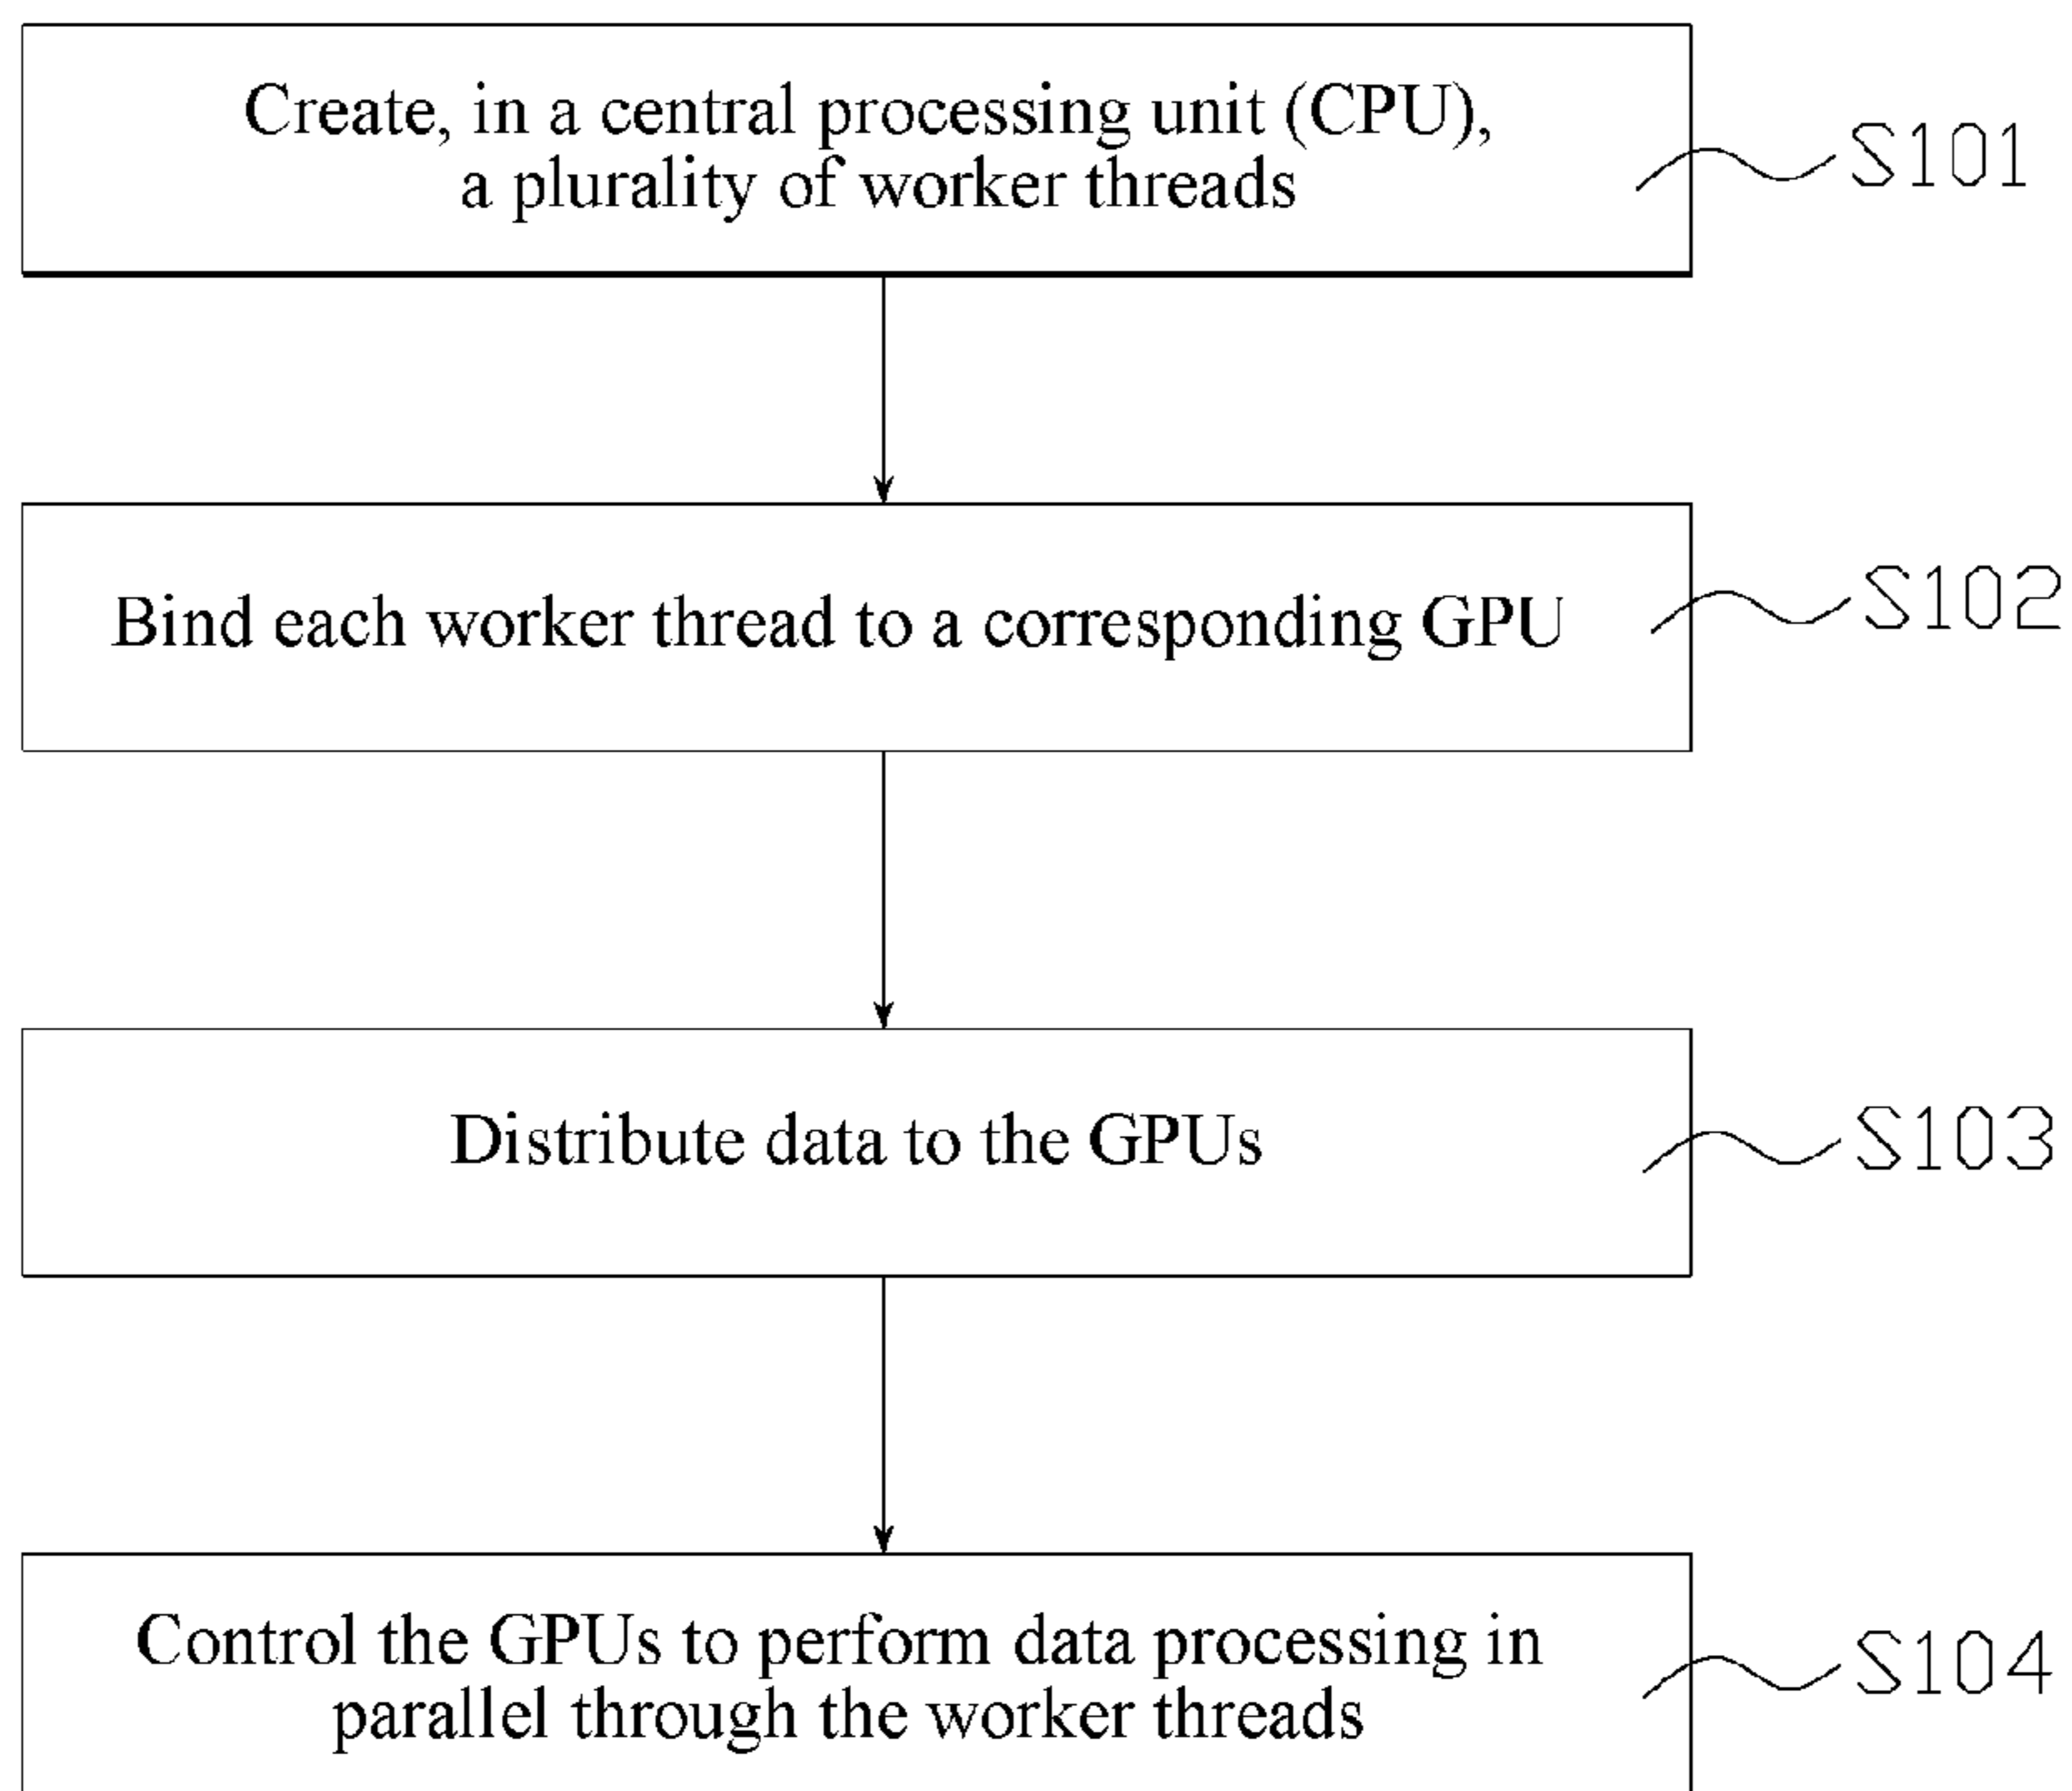 Create, in a central processing unit (CPU),
a plurality of worker threads
S101
Bind each worker thread to a corresponding GPU
S102
Distribute data to the GPUs
S103
Control the GPUs to perform data processing in
parallel through the worker threads
S104